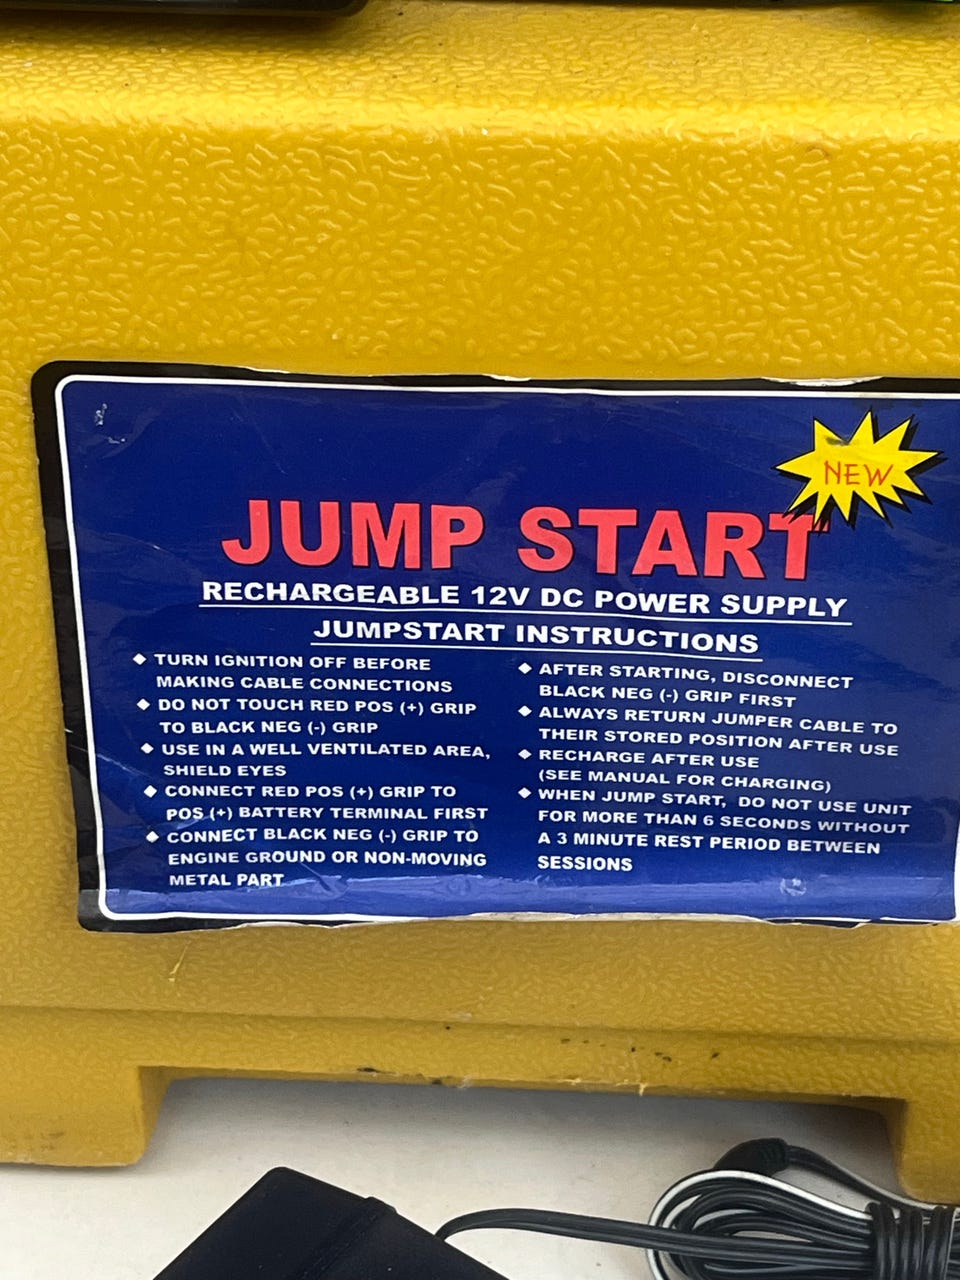 NEW
JUMP START
RECHARGEABLE 12V DC POWER SUPPLY
JUMPSTART INSTRUCTIONS
◆ TURN IGNITION OFF BEFORE
MAKING CABLE CONNECTIONS
◆ DO NOT TOUCH RED POS (+) GRIP
TO BLACK NEG (-) GRIP
◆ USE IN A WELL VENTILATED AREA,
SHIELD EYES
◆ CONNECT RED POS (+) GRIP TO
POS (+) BATTERY TERMINAL FIRST
◆ CONNECT BLACK NEG (-) GRIP TO
ENGINE GROUND OR NON-MOVING
METAL PART
◆ AFTER STARTING, DISCONNECT
BLACK NEG (-) GRIP FIRST
◆ ALWAYS RETURN JUMPER CABLE TO
THEIR STORED POSITION AFTER USE
◆ RECHARGE AFTER USE
(SEE MANUAL FOR CHARGING)
◆ WHEN JUMP START, DO NOT USE UNIT
FOR MORE THAN 6 SECONDS WITHOUT
A 3 MINUTE REST PERIOD BETWEEN
SESSIONS